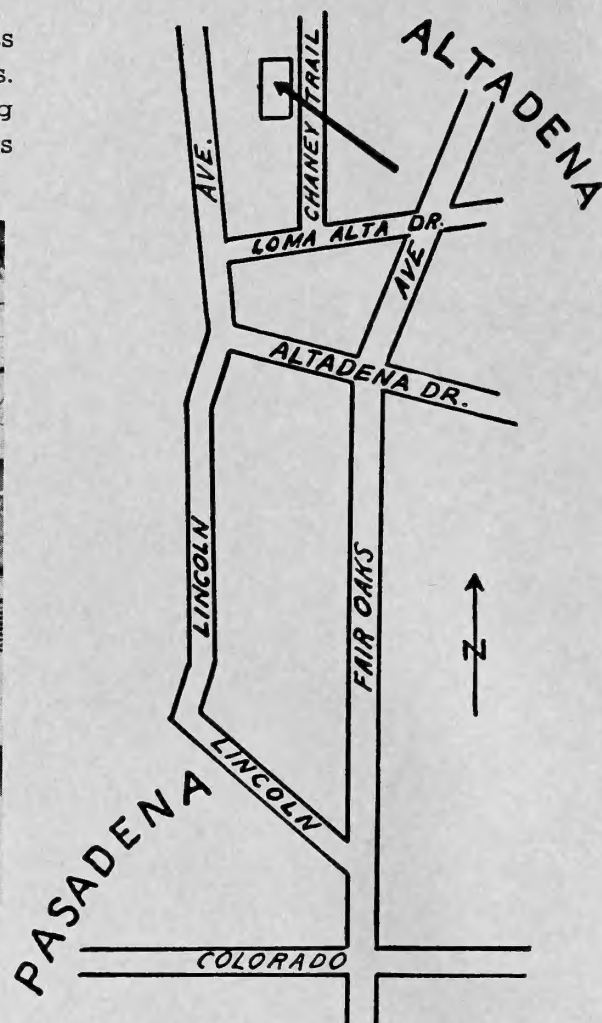 s
s.
g
s
ALTADENA
CHANEY TRAIL
AVE.
LOMA ALTA DR.
AVE
ALTADENA DR.
LINCOLN
FAIR OAKS
N
LINCOLN
PASADENA
COLORADO